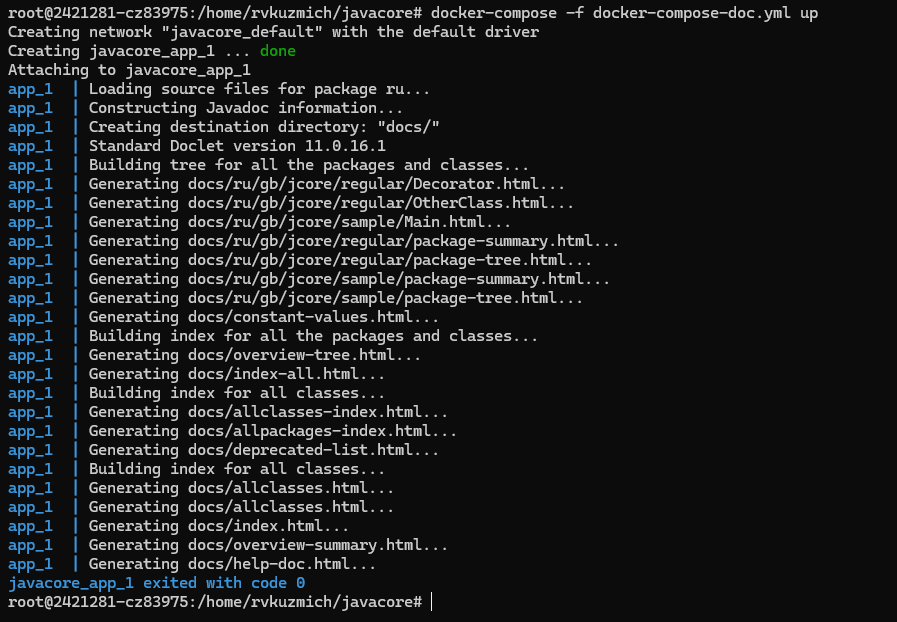 root@2421281-cz83975:/home/rvkuzmich/javacore# docker-compose -f docker-compose-doc.yml up
Creating network "javacore_default" with the default driver
Creating javacore_app_1 ... done
Attaching to javacore_app_1
app_1  | Loading source files for package ru...
app_1  | Constructing Javadoc information...
app_1  | Creating destination directory: "docs/"
app_1  | Standard Doclet version 11.0.16.1
app_1  | Building tree for all the packages and classes...
app_1  | Generating docs/ru/gb/jcore/regular/Decorator.html...
app_1  | Generating docs/ru/gb/jcore/regular/OtherClass.html...
app_1  | Generating docs/ru/gb/jcore/sample/Main.html...
app_1  | Generating docs/ru/gb/jcore/regular/package-summary.html...
app_1  | Generating docs/ru/gb/jcore/regular/package-tree.html...
app_1  | Generating docs/ru/gb/jcore/sample/package-summary.html...
app_1  | Generating docs/ru/gb/jcore/sample/package-tree.html...
app_1  | Generating docs/constant-values.html...
app_1  | Building index for all the packages and classes...
app_1  | Generating docs/overview-tree.html...
app_1  | Generating docs/index-all.html...
app_1  | Building index for all classes...
app_1  | Generating docs/allclasses-index.html...
app_1  | Generating docs/allpackages-index.html...
app_1  | Generating docs/deprecated-list.html...
app_1  | Building index for all classes...
app_1  | Generating docs/allclasses.html...
app_1  | Generating docs/allclasses.html...
app_1  | Generating docs/index.html...
app_1  | Generating docs/overview-summary.html...
app_1  | Generating docs/help-doc.html...
javacore_app_1 exited with code 0
root@2421281-cz83975:/home/rvkuzmich/javacore#